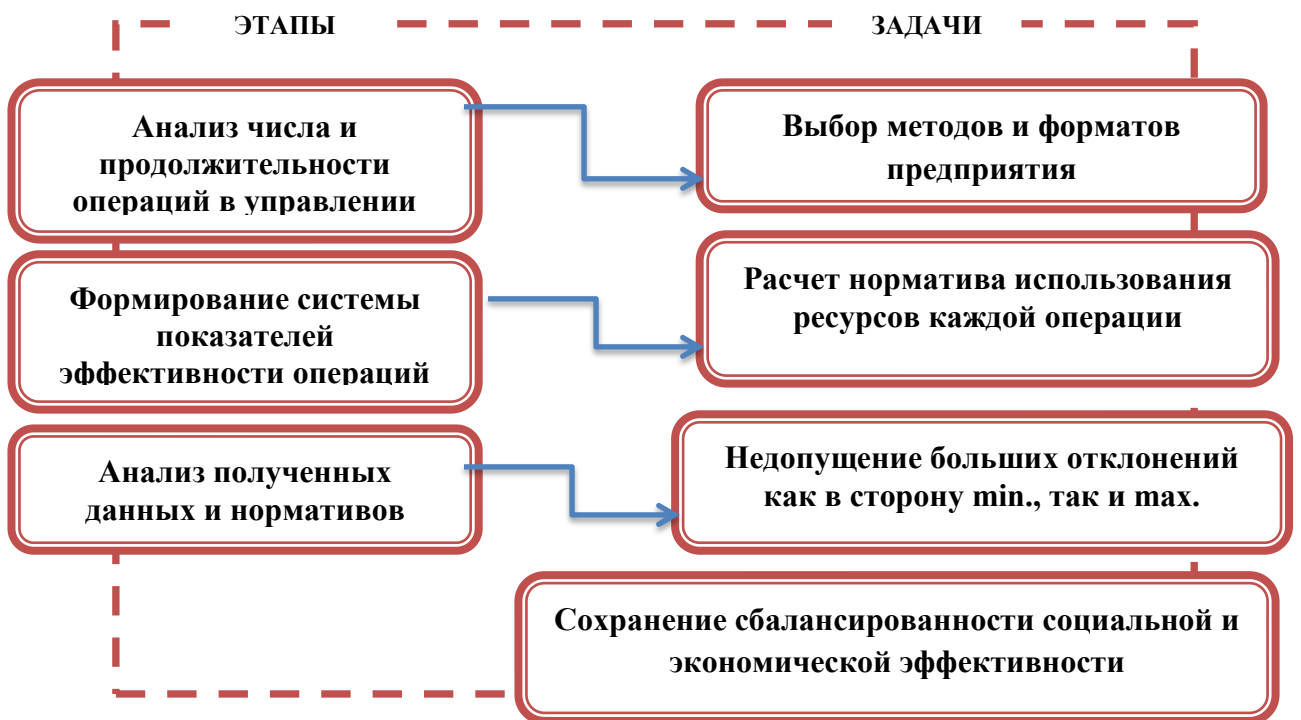 ЭТАПЫ
ЗАДАЧИ
Анализ числа и
продолжительности
операций в управлении
Выбор методов и форматов
предприятия
Формирование системы
показателей
эффективности операций
Расчет норматива использования
ресурсов каждой операции
Анализ полученных
данных и нормативов
Недопущение больших отклонений
как в сторону min., так и max.
Сохранение сбалансированности социальной и
экономической эффективности